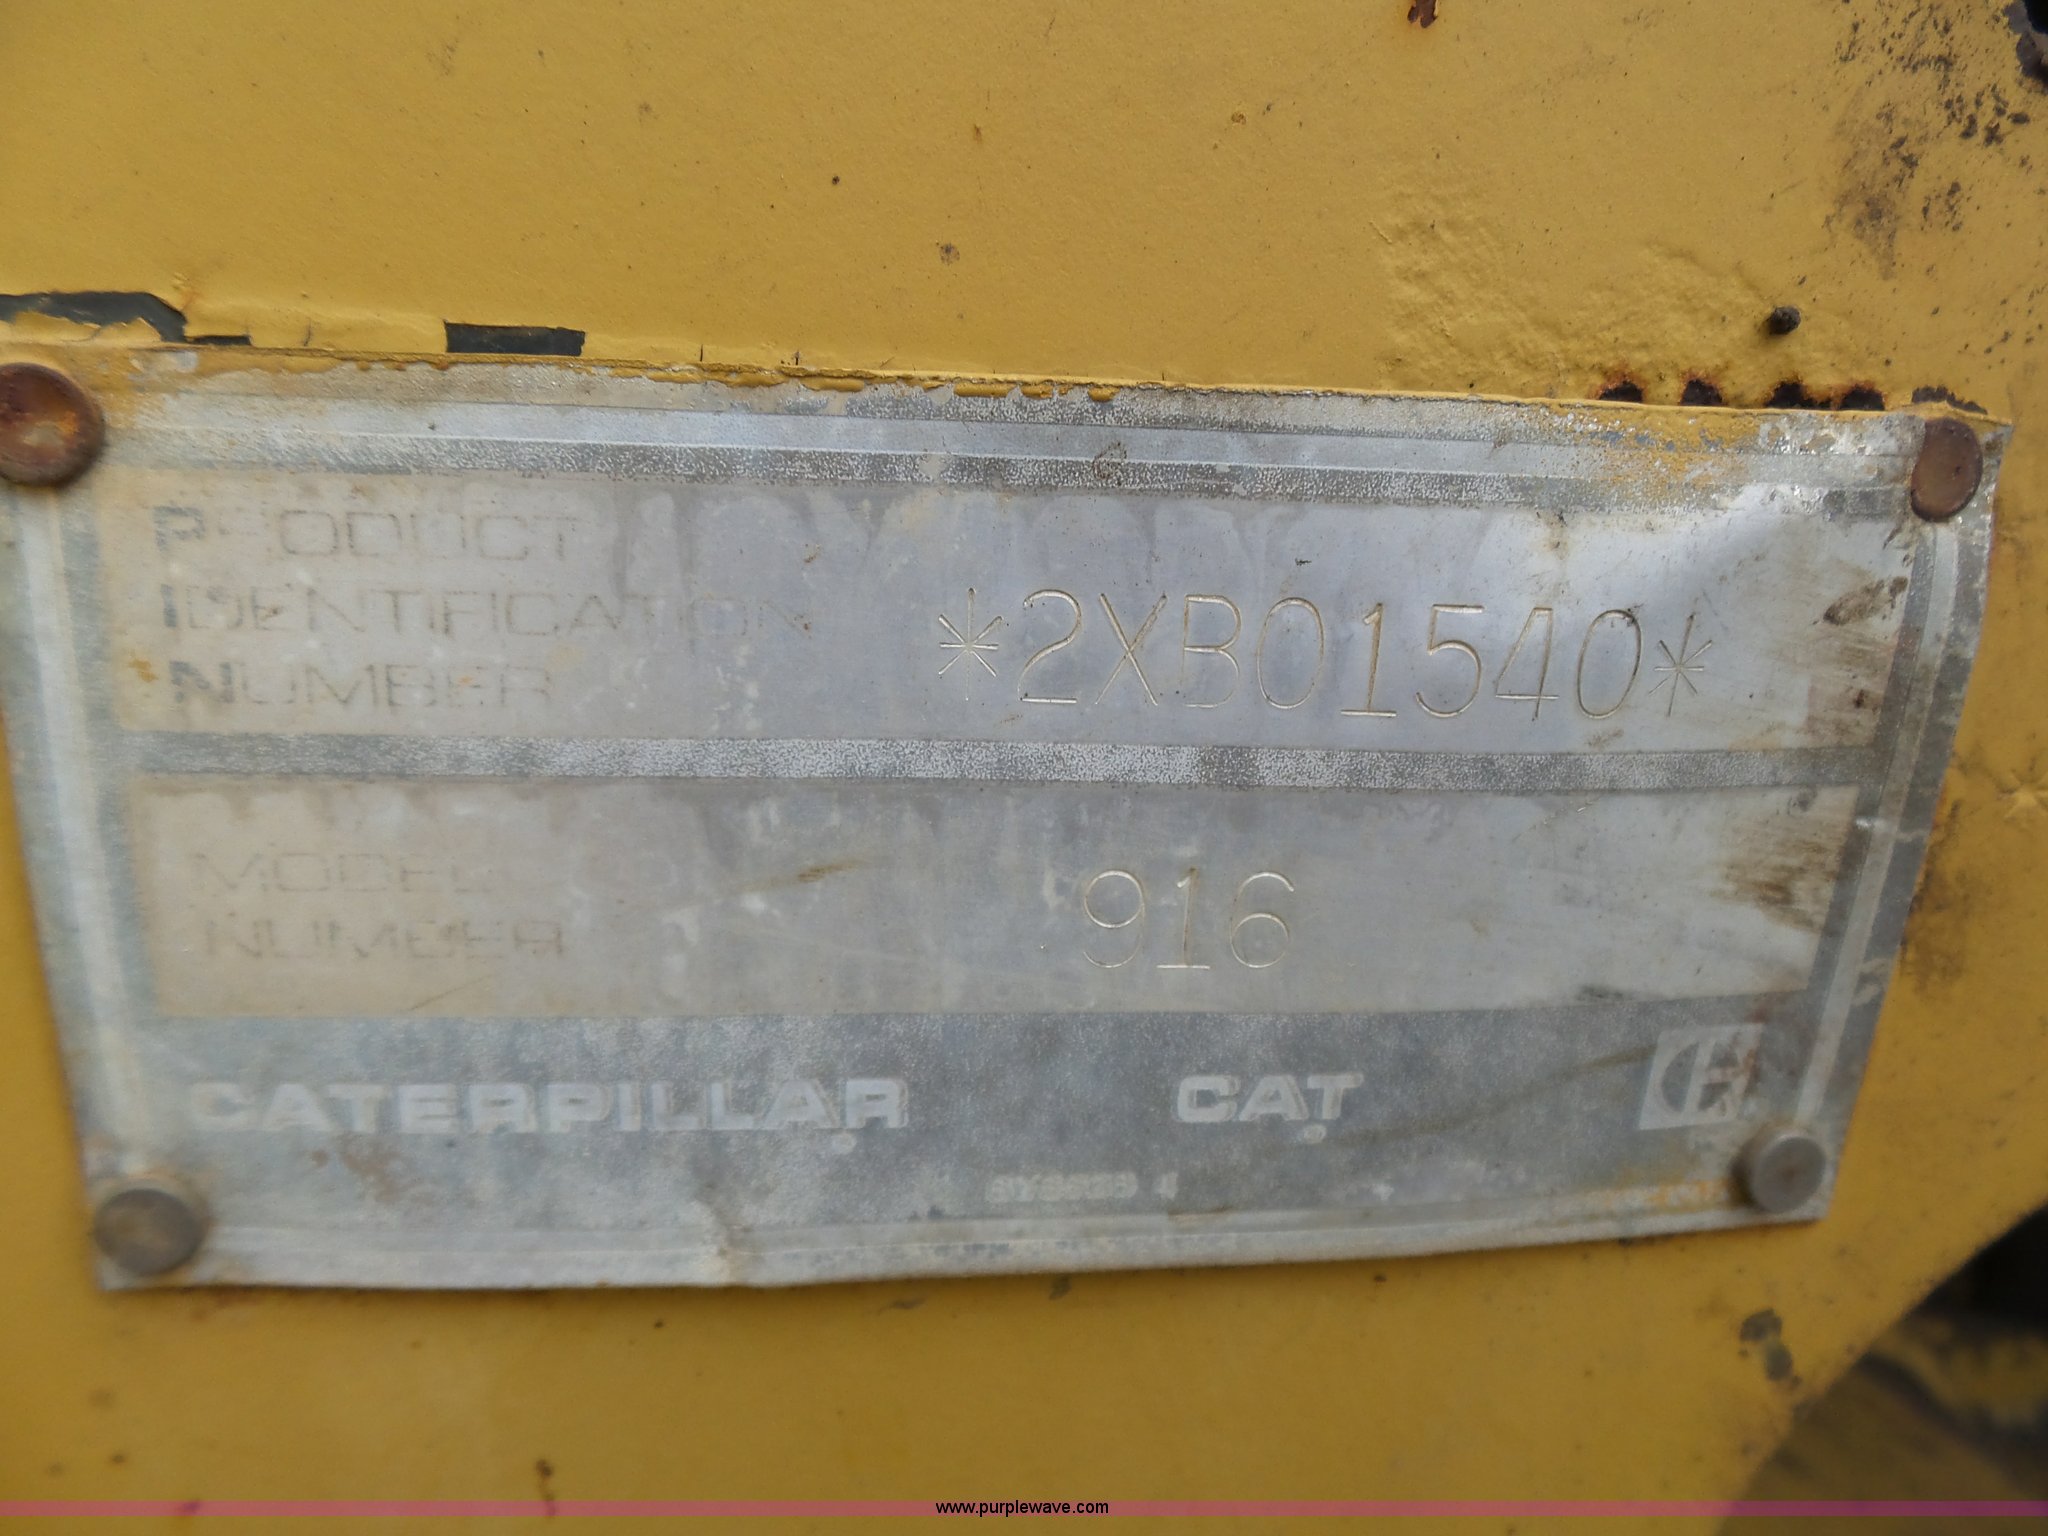 PRODUCT
IDENTIFICATION
NUMBER
*2XB01540*
MODEL
NUMBER
916
CATERPILLAR CAT
www.purplewave.com